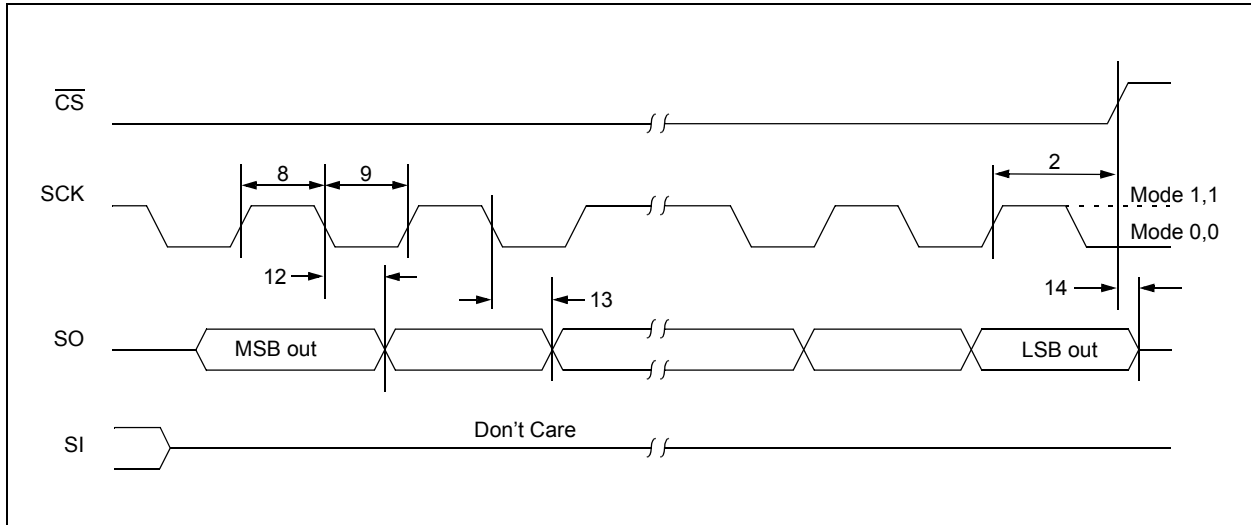 CS
SCK
8
9
2
Mode 1,1
Mode 0,0
12
13
14
SO
MSB out
LSB out
SI
Don't Care